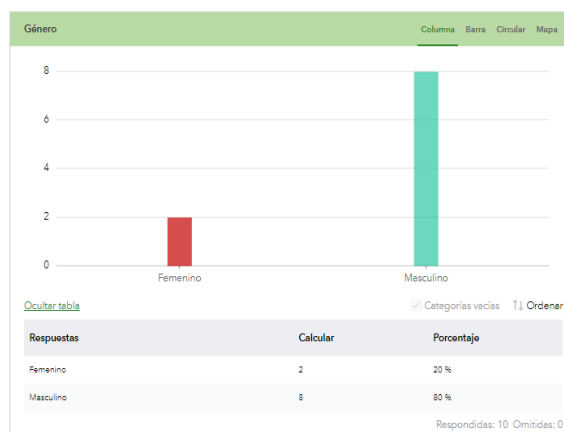 Género Columna Barra Circular Mapa
8
6
4
2
0
Femenino Masculino
Ocultar tabla Categorías vacías Ordenar
Respuestas Calcular Porcentaje
Femenino 2 20 %
Masculino 8 80 %
Respondidas: 10 Omitidas: 0